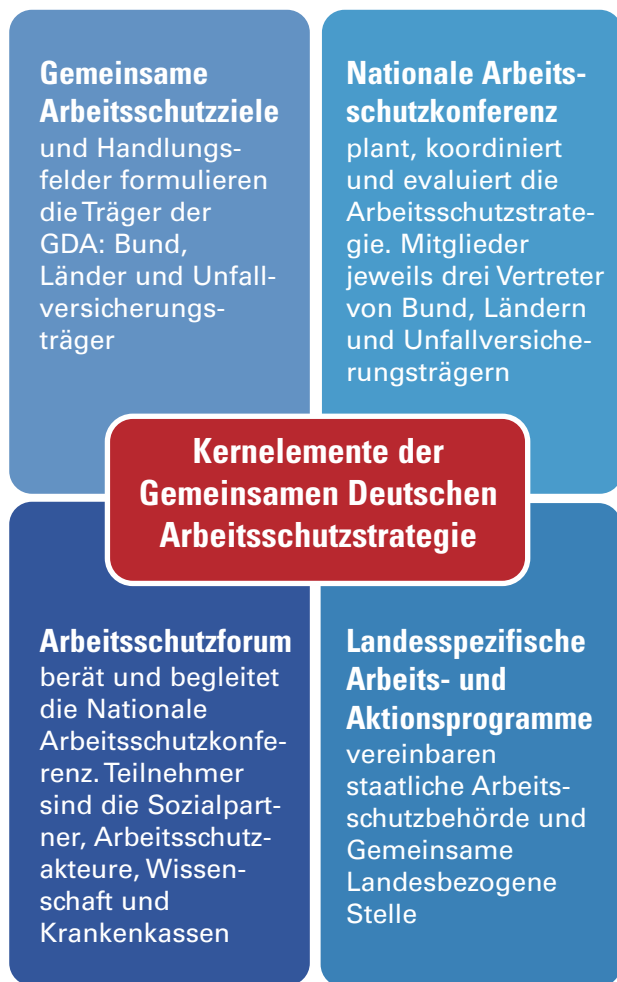 Gemeinsame
Arbeitsschutzziele
und Handlungs-
felder formulieren
die Träger der
GDA: Bund,
Länder und Unfall-
versicherungs-
träger
Nationale Arbeits-
schutzkonferenz
plant, koordiniert
und evaluiert die
Arbeitsschutzstrate-
gie. Mitglieder
jeweils drei Vertreter
von Bund, Ländern
und Unfallversiche-
rungsträgern
Kernelemente der
Gemeinsamen Deutschen
Arbeitsschutzstrategie
Arbeitsschutzforum
berät und begleitet
die Nationale
Arbeitsschutzkonfe-
renz. Teilnehmer
sind die Sozialpart-
ner, Arbeitsschutz-
akteure, Wissen-
schaft und
Krankenkassen
Landesspezifische
Arbeits- und
Aktionsprogramme
vereinbaren
staatliche Arbeits-
schutzbehörde und
Gemeinsame
Landesbezogene
Stelle